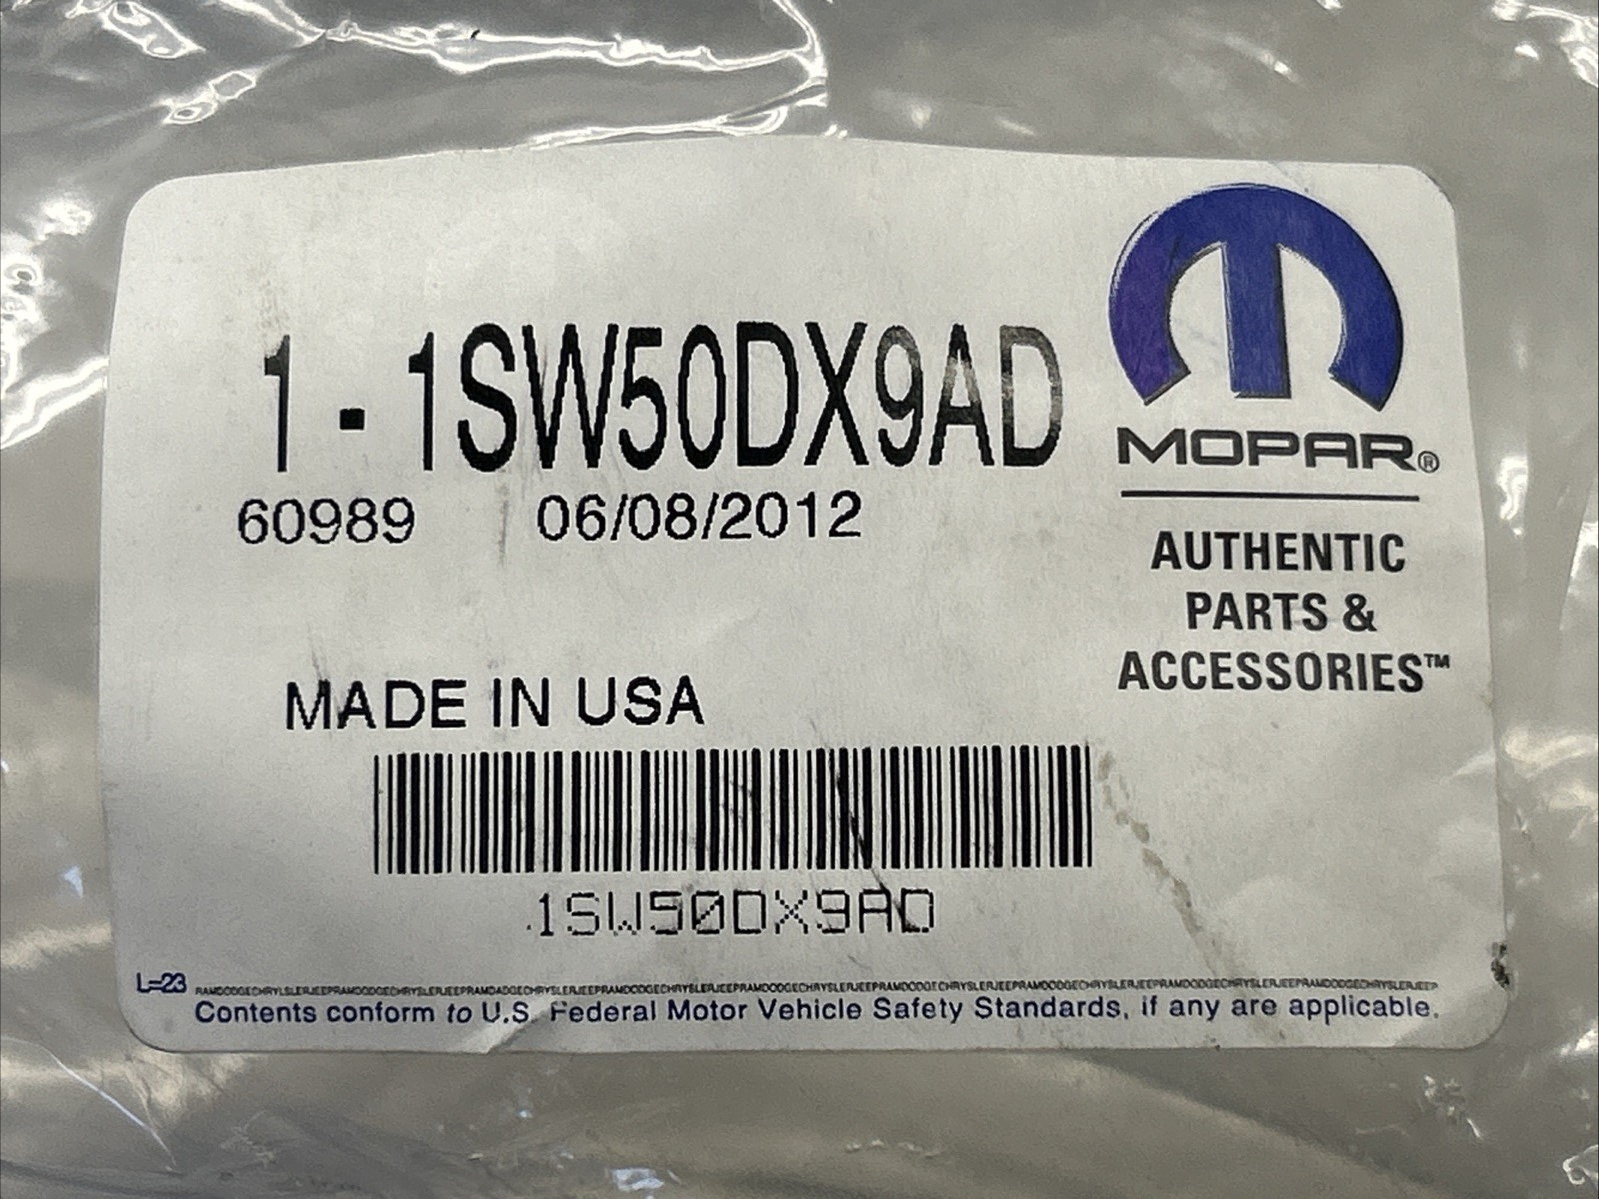 1 - 1SW50DX9AD
60989 06/08/2012
MOPAR®
AUTHENTIC
PARTS &
ACCESSORIES™
MADE IN USA
1SW50DX9AD
L=23
Contents conform to U.S. Federal Motor Vehicle Safety Standards, if any are applicable.